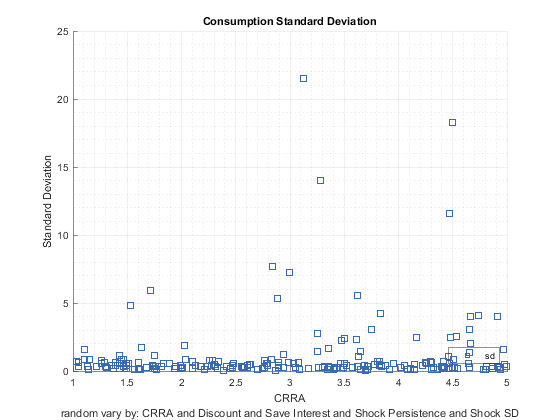 Consumption Standard Deviation
25
20
15
10
5
0
Standard Deviation
sd
1 1.5 2 2.5 3 3.5 4 4.5 5
CRRA
random vary by: CRRA and Discount and Save Interest and Shock Persistence and Shock SD